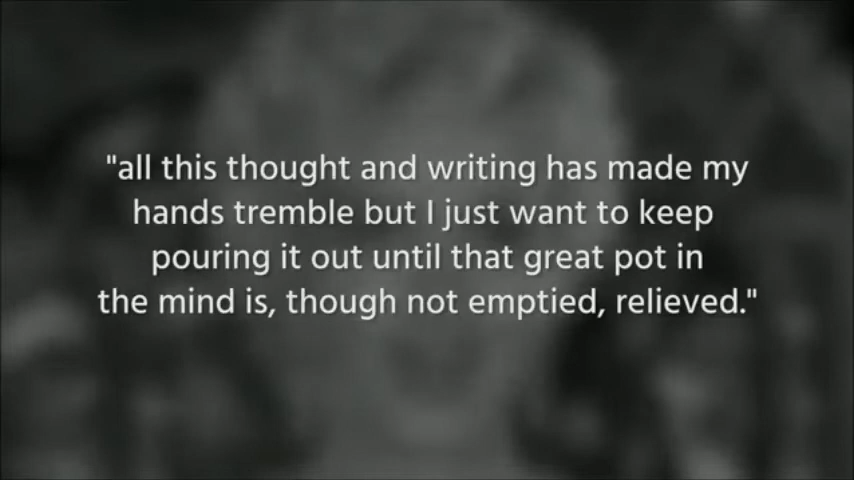 "all this thought and writing has made my
hands tremble but I just want to keep
pouring it out until that great pot in
the mind is, though not emptied, relieved."